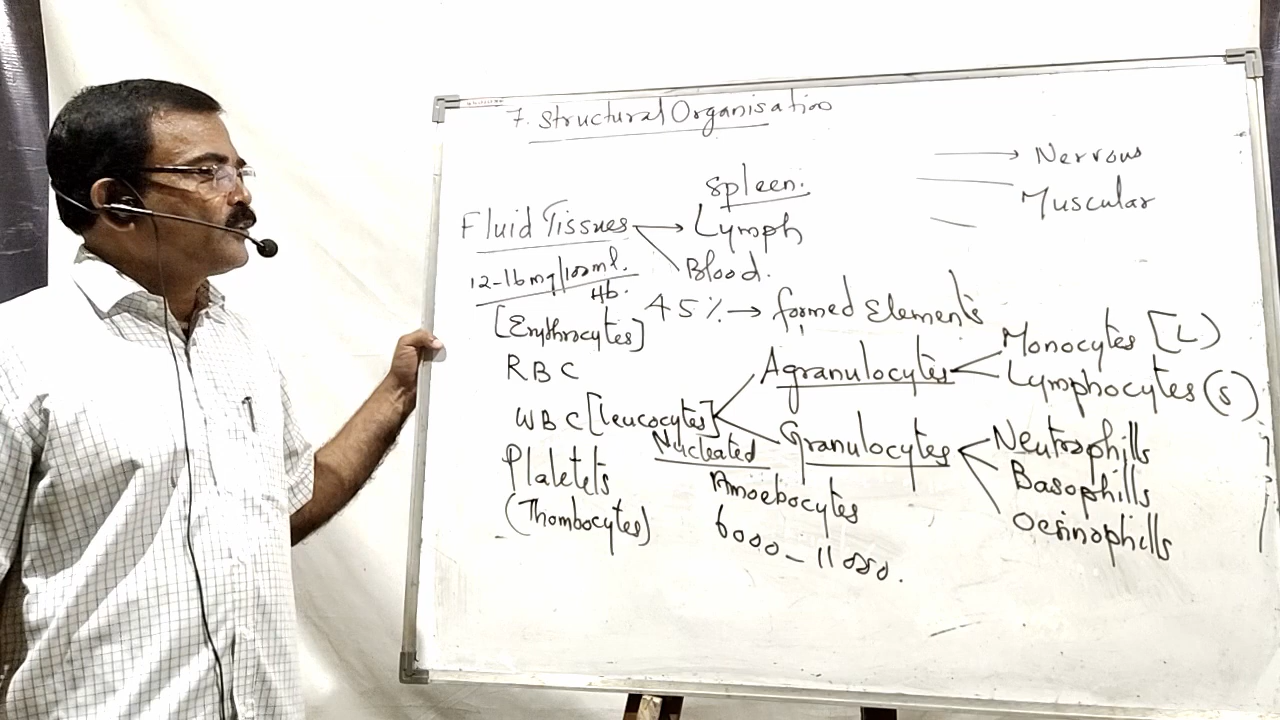 7. Structural Organisation
→ Nervous
Muscular
Spleen.
Fluid Tissues → Lymph
Blood.
12-16mg/100ml.
Hb.
45% → formed Elements
[Erythrocytes]
RBC
Agranulocytes
Monocytes [L)
Lymphocytes (s)
WBC [leucocytes]
Nucleated
Granulocytes
Neutrophills
Basophills
Oesinophills
Platelets
Amoebocytes
(Thombocytes)
6000 - 11000.